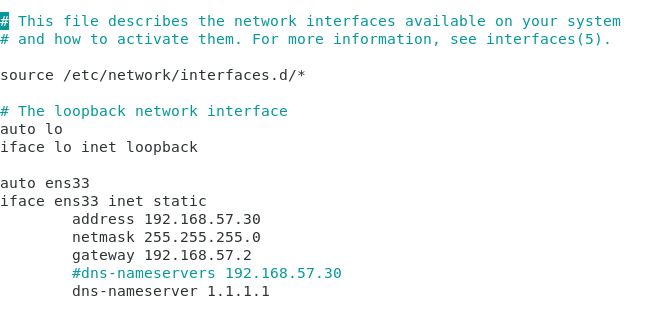 # This file describes the network interfaces available on your system
# and how to activate them. For more information, see interfaces(5).
source /etc/network/interfaces.d/*
# The loopback network interface
auto lo
iface lo inet loopback
auto ens33
iface ens33 inet static
address 192.168.57.30
netmask 255.255.255.0
gateway 192.168.57.2
#dns-nameservers 192.168.57.30
dns-nameserver 1.1.1.1